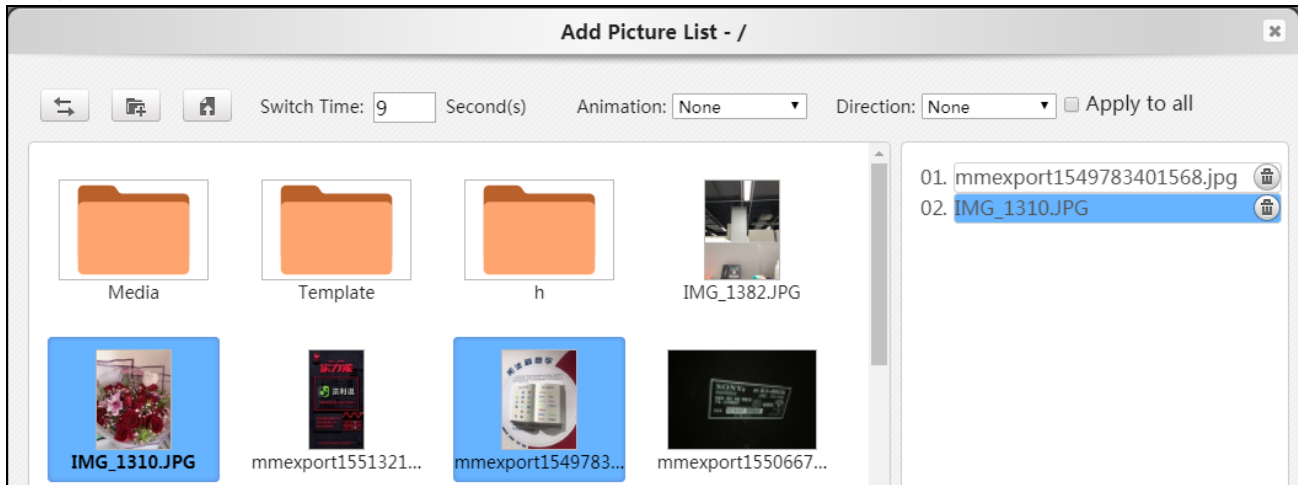 Add Picture List - /
Switch Time: 9 Second(s) Animation: None Direction: None Apply to all
01. mmexport1549783401568.jpg
02. IMG_1310.JPG
Media Template h IMG_1382.JPG
SONY
IMG_1310.JPG mmexport1551321... mmexport1549783... mmexport1550667...